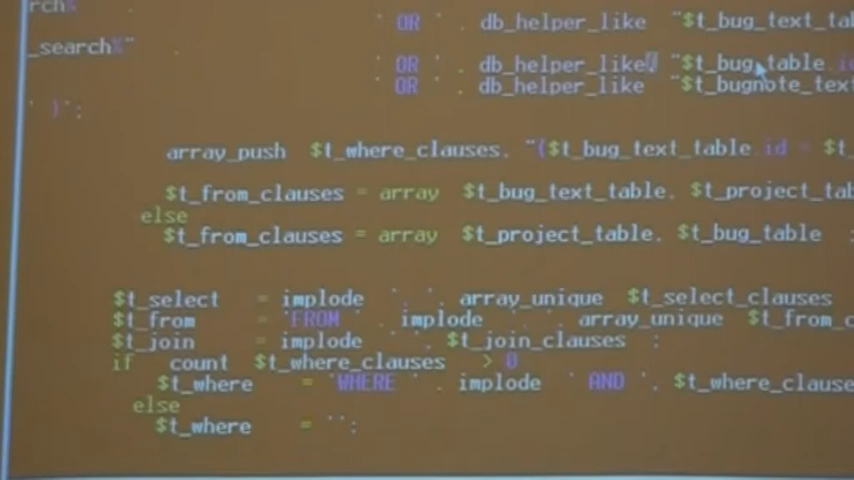 rch%
' OR ' . db_helper_like "$t_bug_text_tab
_search%"
' OR ' . db_helper_like( "$t_bug_table.id
' OR ' . db_helper_like "$t_bugnote_text
' )';
array_push $t_where_clauses, "($t_bug_text_table.id = $t_
$t_from_clauses = array $t_bug_text_table, $t_project_tab
else
$t_from_clauses = array $t_project_table, $t_bug_table ;
$t_select = implode ', ', array_unique $t_select_clauses
$t_from = 'FROM ' . implode ', ', array_unique $t_from_c
$t_join = implode ' ', $t_join_clauses ;
if count $t_where_clauses > 0
$t_where = 'WHERE ' . implode ' AND ', $t_where_clause
else
$t_where = '';